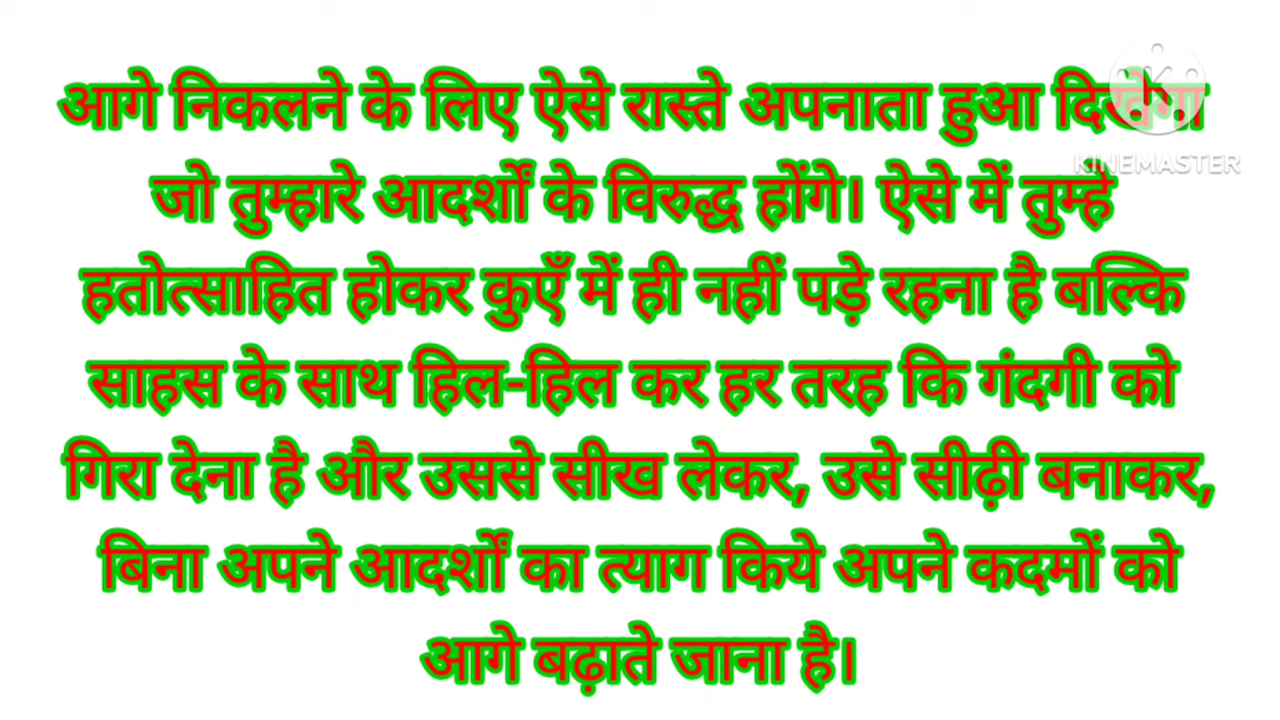 आगे निकलने के लिए ऐसे रास्ते अपनाता हुआ दिखेगा
जो तुम्हारे आदर्शों के विरुद्ध होंगे। ऐसे में तुम्हे
हतोत्साहित होकर कुएँ में ही नहीं पड़े रहना है बल्कि
साहस के साथ हिल-हिल कर हर तरह कि गंदगी को
गिरा देना है और उससे सीख लेकर, उसे सीढ़ी बनाकर,
बिना अपने आदर्शों का त्याग किये अपने कदमों को
आगे बढ़ाते जाना है।
KINEMASTER